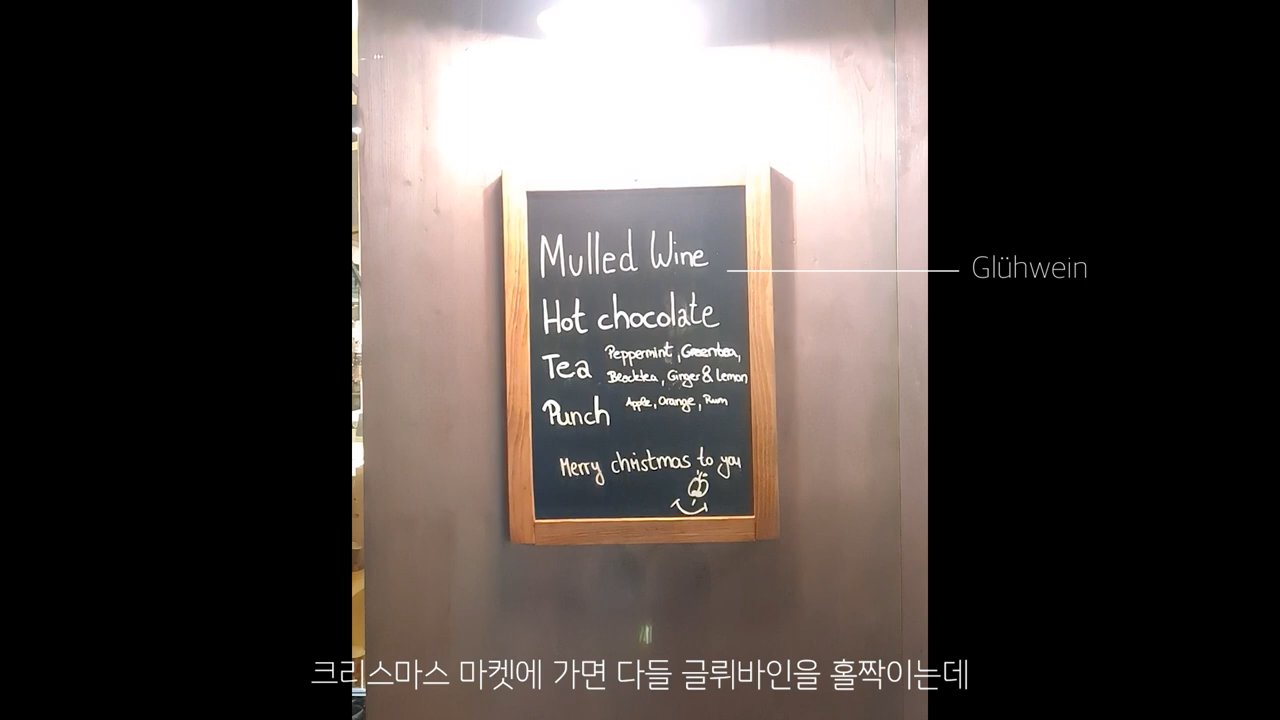 Mulled Wine
Glühwein
Hot chocolate
Tea Peppermint, Greentea,
Blacktea, Ginger & lemon
Punch Apple, Orange, Rum
Merry christmas to you
크리스마스 마켓에 가면 다들 글뤼바인을 홀짝이는데